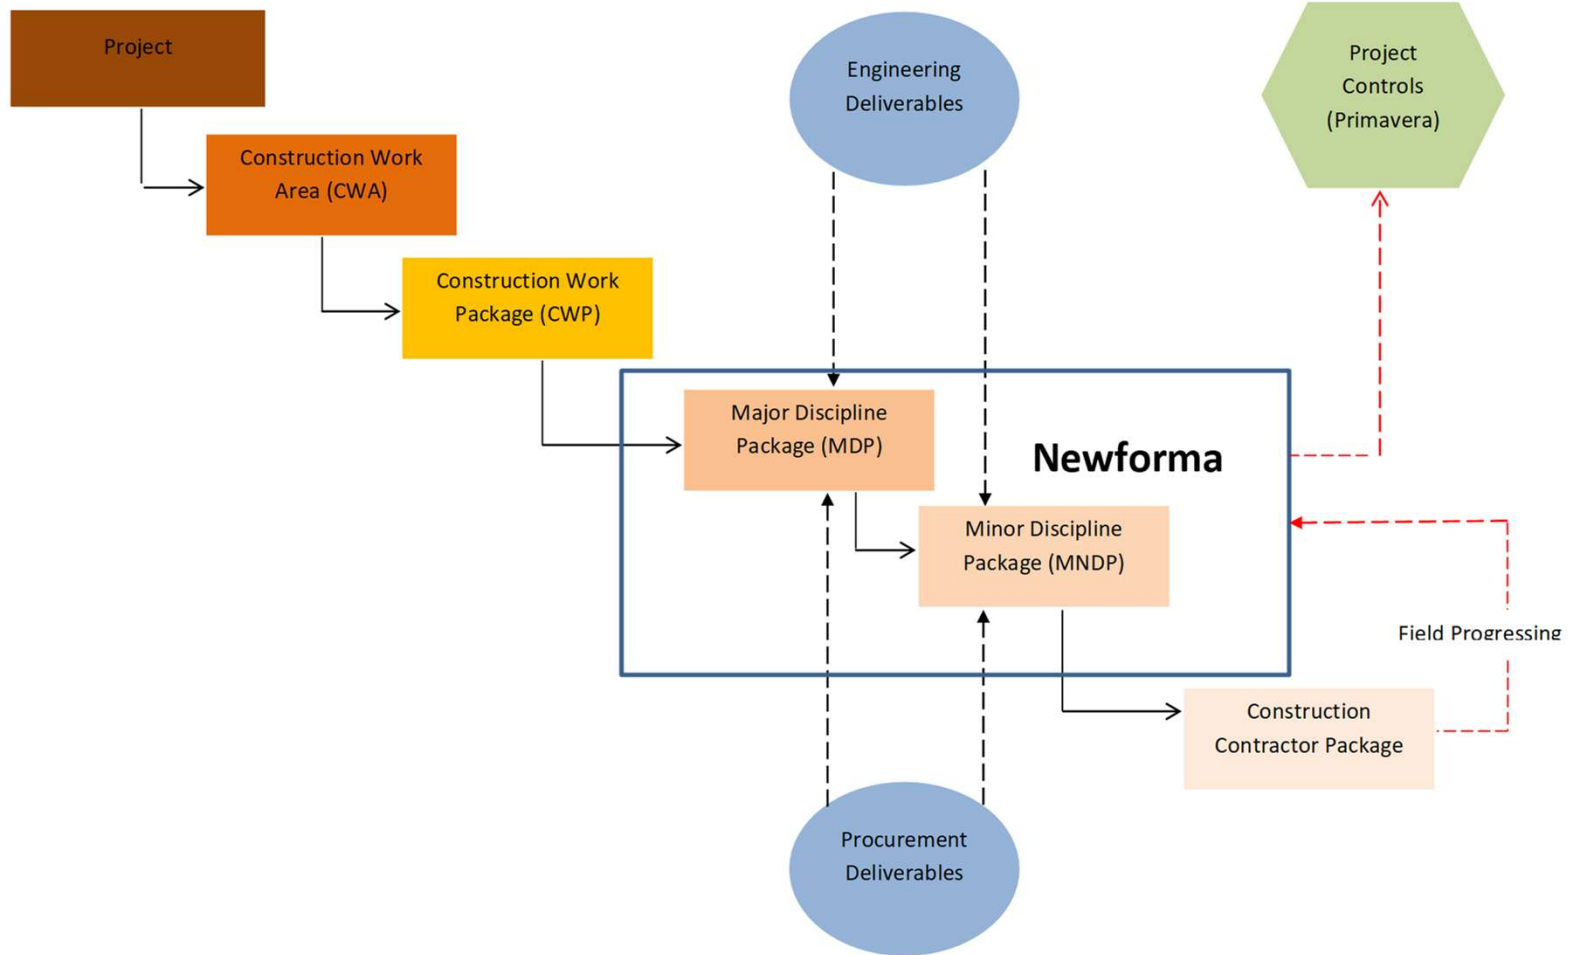 Project
Engineering
Deliverables
Project
Controls
(Primavera)
Construction Work
Area (CWA)
Construction Work
Package (CWP)
Major Discipline
Package (MDP)
Newforma
Minor Discipline
Package (MNDP)
Field Progressing
Construction
Contractor Package
Procurement
Deliverables